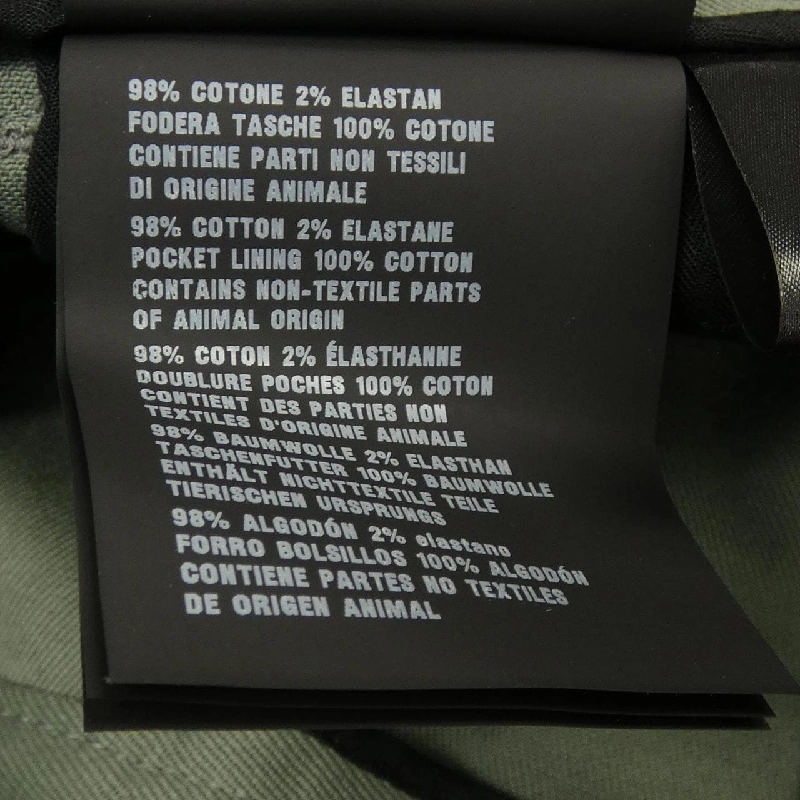 98% COTONE 2% ELASTAN
FODERA TASCHE 100% COTONE
CONTIENE PARTI NON TESSILI
DI ORIGINE ANIMALE
98% COTTON 2% ELASTANE
POCKET LINING 100% COTTON
CONTAINS NON-TEXTILE PARTS
OF ANIMAL ORIGIN
98% COTON 2% ÉLASTHANNE
DOUBLURE POCHES 100% COTON
CONTIENT DES PARTIES NON
TEXTILES D'ORIGINE ANIMALE
98% BAUMWOLLE 2% ELASTHAN
TASCHENFUTTER 100% BAUMWOLLE
ENTHÄLT NICHTTEXTILE TEILE
TIERISCHEN URSPRUNGS
98% ALGODÓN 2% elastano
FORRO BOLSILLOS 100% ALGODÓN
CONTIENE PARTES NO TEXTILES
DE ORIGEN ANIMAL